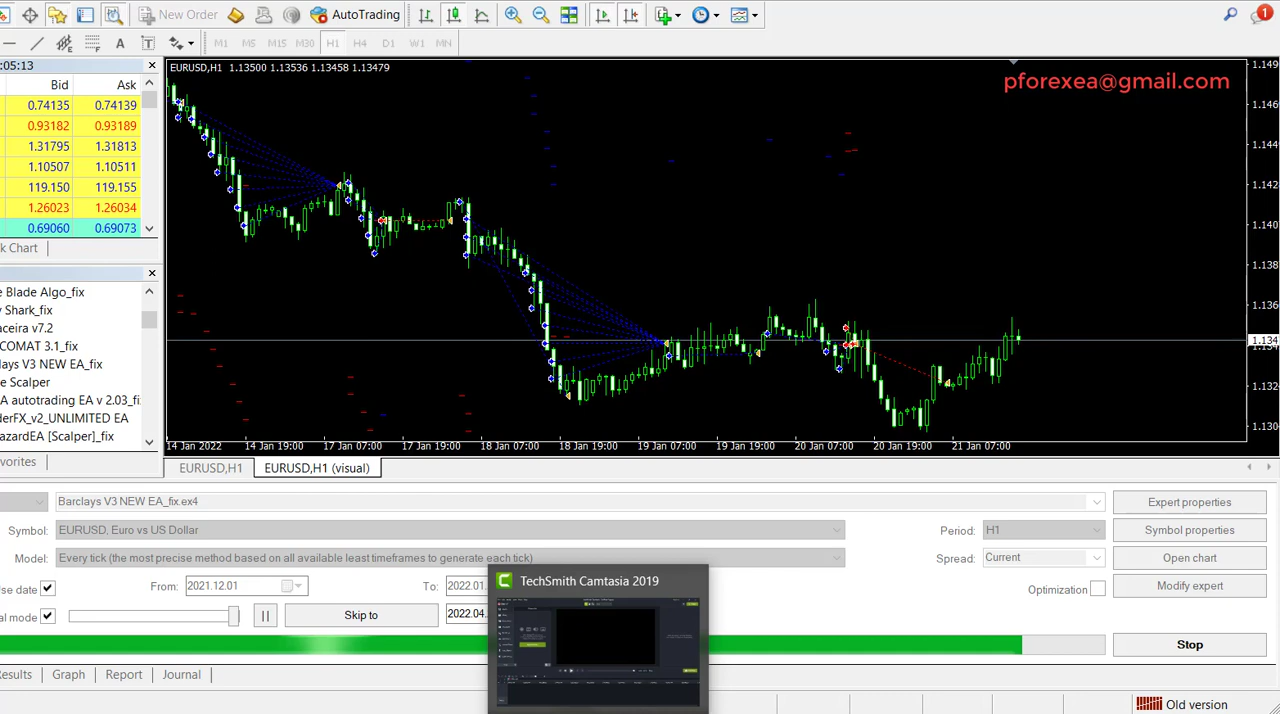 New Order
AutoTrading
1
A
T
M1 M5 M15 M30 H1 H4 D1 W1 MN
:05:13
EURUSD,H1 1.13500 1.13536 1.13458 1.13479
pforexea@gmail.com
Bid Ask
0.74135 0.74139
0.93182 0.93189
1.31795 1.31813
1.10507 1.10511
119.150 119.155
1.26023 1.26034
0.69060 0.69073
k Chart
e Blade Algo_fix
y Shark_fix
aceira v7.2
COMAT 3.1_fix
lays V3 NEW EA_fix
e Scalper
A autotrading EA v 2.03_fi
derFX_v2_UNLIMITED EA
azardEA [Scalper]_fix
vorites
1.149
1.144
1.142
1.140
1.138
1.136
1.134
1.132
1.130
14 Jan 2022 14 Jan 19:00 17 Jan 07:00 17 Jan 19:00 18 Jan 07:00 18 Jan 19:00 19 Jan 07:00 19 Jan 19:00 20 Jan 07:00 20 Jan 19:00 21 Jan 07:00
EURUSD,H1 EURUSD,H1 (visual)
Barclays V3 NEW EA_fix.ex4
Expert properties
Symbol: EURUSD, Euro vs US Dollar Period: H1 Symbol properties
Model: Every tick (the most precise method based on all available least timeframes to generate each tick) Spread: Current Open chart
se date From: 2021.12.01 To: 2022.01. Optimization Modify expert
al mode Skip to 2022.04.
TechSmith Camtasia 2019
Stop
esults Graph Report Journal
Old version